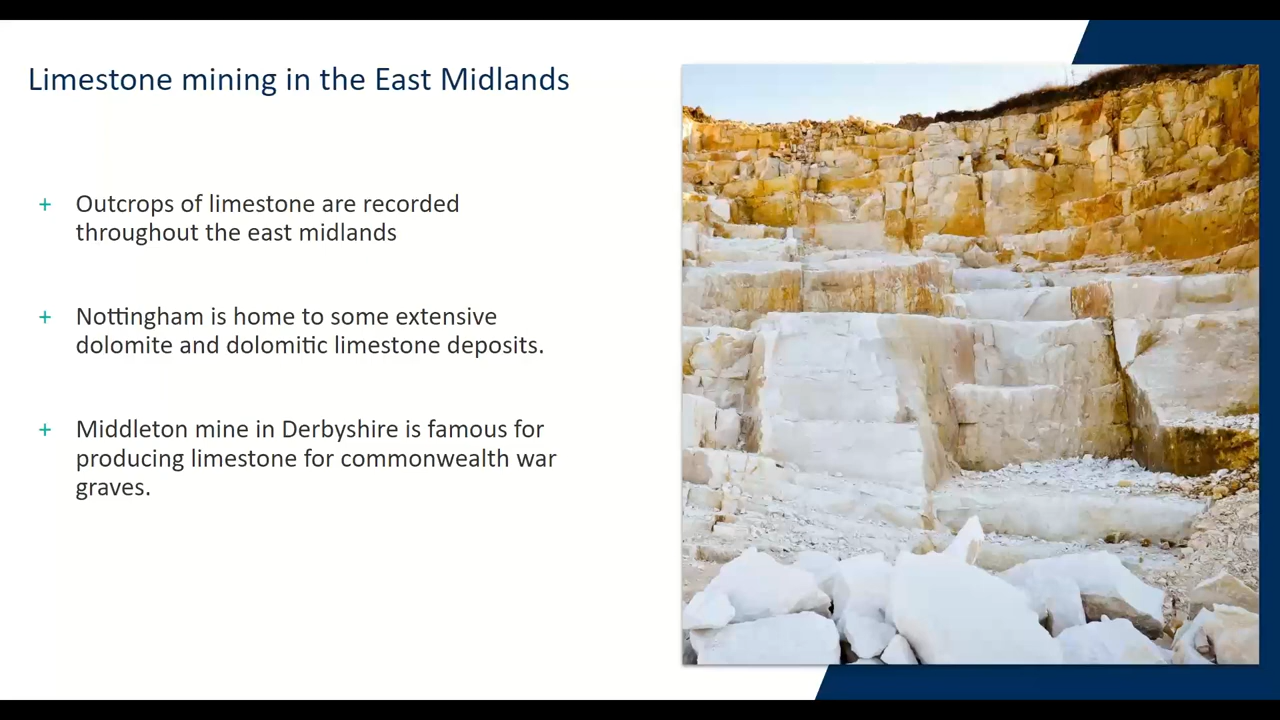 Limestone mining in the East Midlands
+ Outcrops of limestone are recorded
throughout the east midlands
+ Nottingham is home to some extensive
dolomite and dolomitic limestone deposits.
+ Middleton mine in Derbyshire is famous for
producing limestone for commonwealth war
graves.